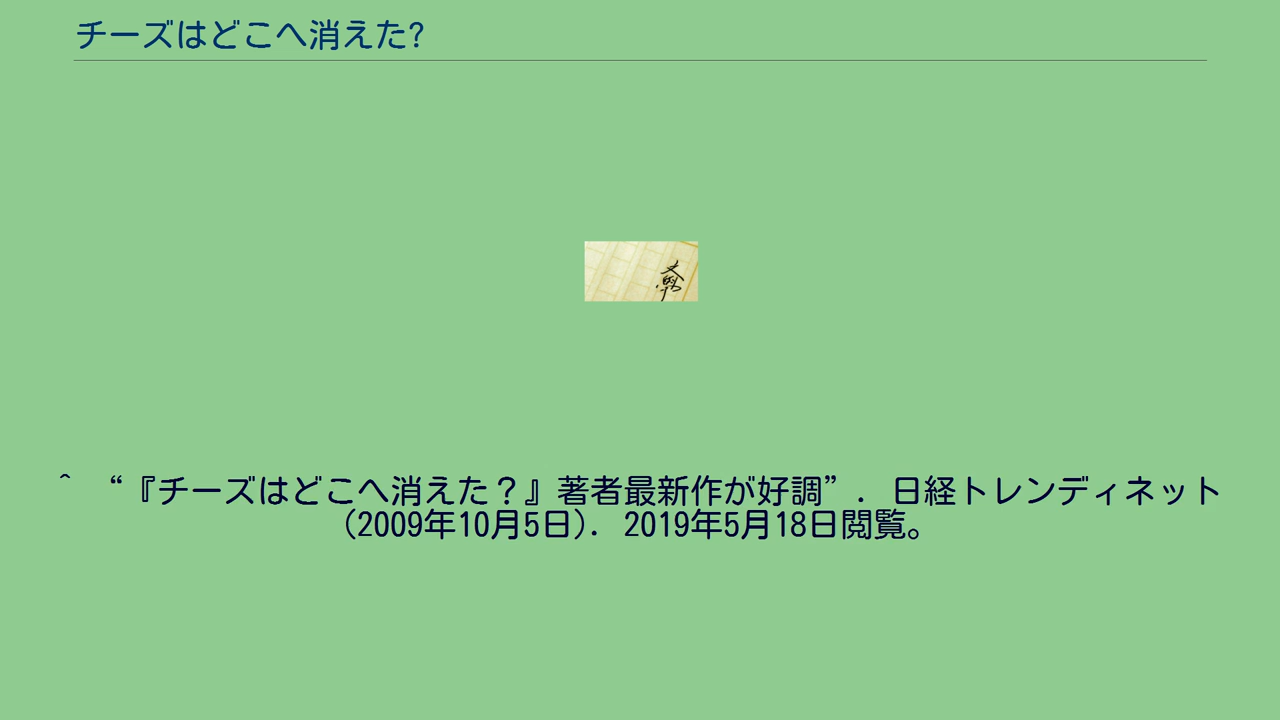 チーズはどこへ消えた?
^ “『チーズはどこへ消えた？』著者最新作が好調”. 日経トレンディネット
(2009年10月5日). 2019年5月18日閲覧。